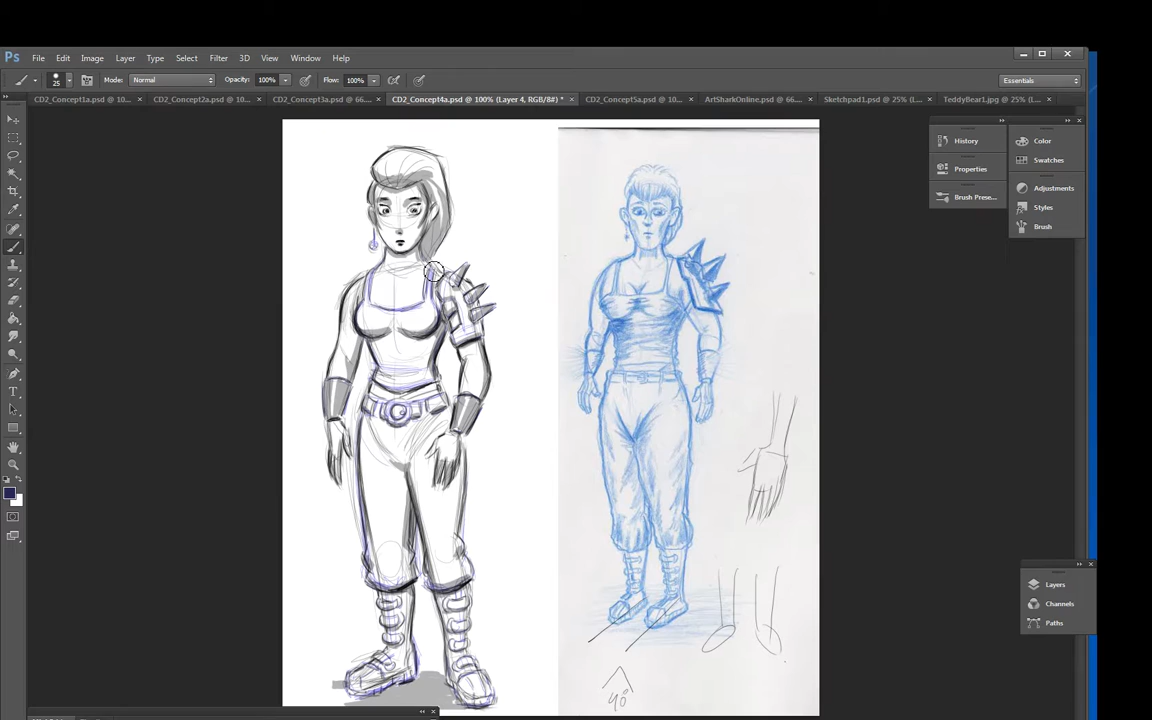 Ps File Edit Image Layer Type Select Filter 3D View Window Help
25 Mode: Normal Opacity: 100% Flow: 100% Essentials
CD2_Concept1a.psd @ 10... × CD2_Concept2a.psd @ 10... × CD2_Concept3a.psd @ 66.... × CD2_Concept4a.psd @ 100% (Layer 4, RGB/8#) * × CD2_Concept5a.psd @ 10... × ArtSharkOnline.psd @ 66.... × Sketchpad1.psd @ 25% (... × TeddyBear1.jpg @ 25% (... ×
History Color
Properties Swatches
Brush Prese... Adjustments
Styles
Brush
T
Layers
Channels
Paths
40°